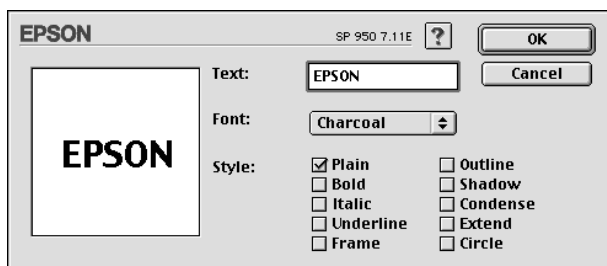 EPSON
SP 950 7.11E
?
OK
Cancel
Text:
EPSON
Font:
Charcoal
EPSON
Style:
Plain
Outline
Bold
Shadow
Italic
Condense
Underline
Extend
Frame
Circle